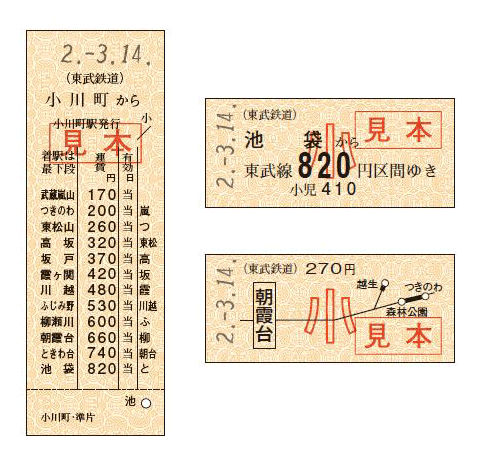 2.-3.14.
（東武鉄道）
小川町から
小川町駅発行
小
見本
着駅は最下段
運賃 円
有効日
武蔵嵐山 170 当
つきのわ 200 当 嵐
東松山 260 当 つ
高坂 320 当 東松
坂戸 370 当 高
霞ヶ関 420 当 坂
川越 480 当 霞
ふじみ野 530 当 川越
柳瀬川 600 当 ふ
朝霞台 660 当 柳
ときわ台 740 当 朝台
池袋 820 当 と
池
小川町・準片
2.-3.14.
（東武鉄道）
池袋から
小
見本
東武線820円区間ゆき
小児 410
2.-3.14.
（東武鉄道） 270円
朝霞台
小
越生
つきのわ
森林公園
見本